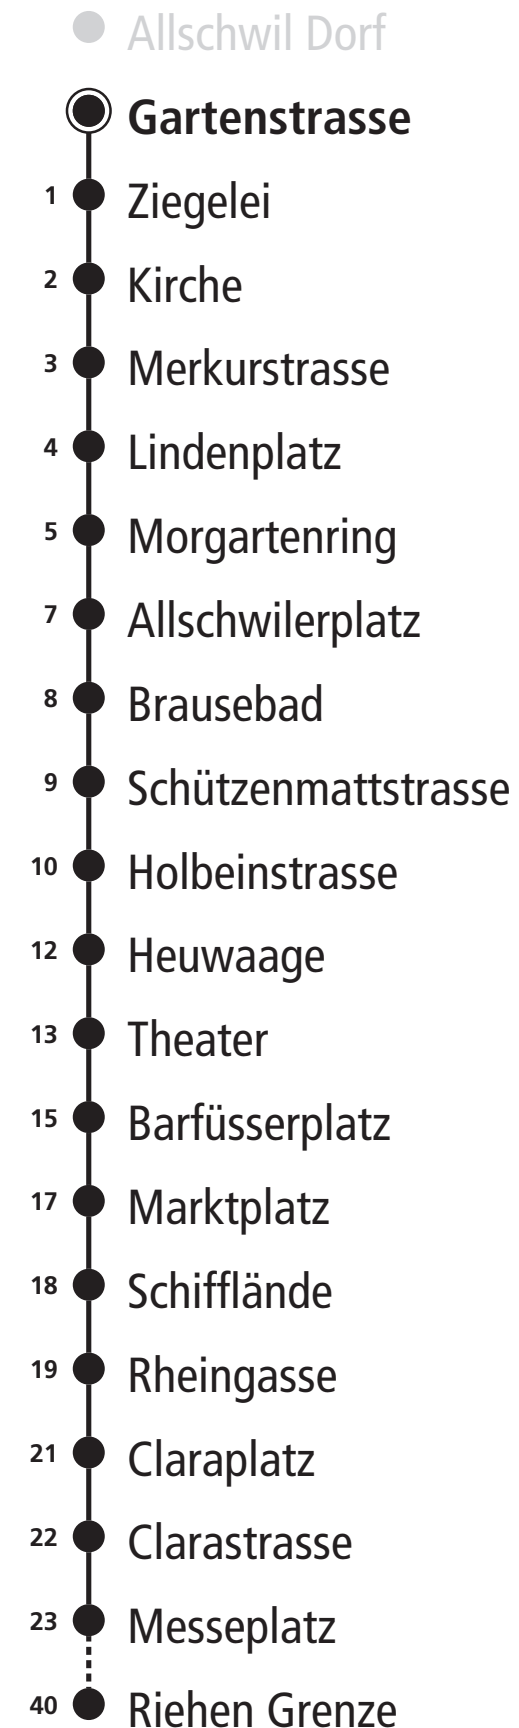 Allschwil Dorf
Gartenstrasse
1 Ziegelei
2 Kirche
3 Merkurstrasse
4 Lindenplatz
5 Morgartenring
7 Allschwilerplatz
8 Brausebad
9 Schützenmattstrasse
10 Holbeinstrasse
12 Heuwaage
13 Theater
15 Barfüsserplatz
17 Marktplatz
18 Schifflände
19 Rheingasse
21 Claraplatz
22 Clarastrasse
23 Messeplatz
40 Riehen Grenze